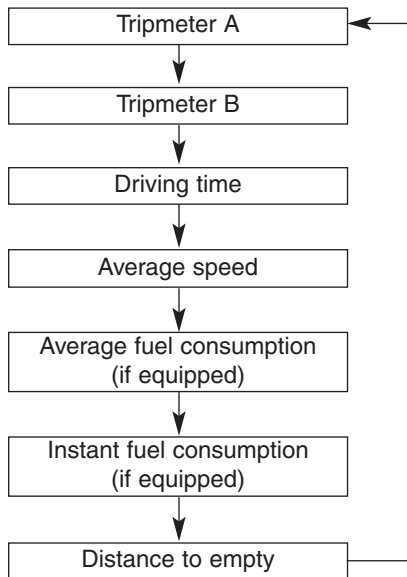 Tripmeter A
Tripmeter B
Driving time
Average speed
Average fuel consumption
(if equipped)
Instant fuel consumption
(if equipped)
Distance to empty